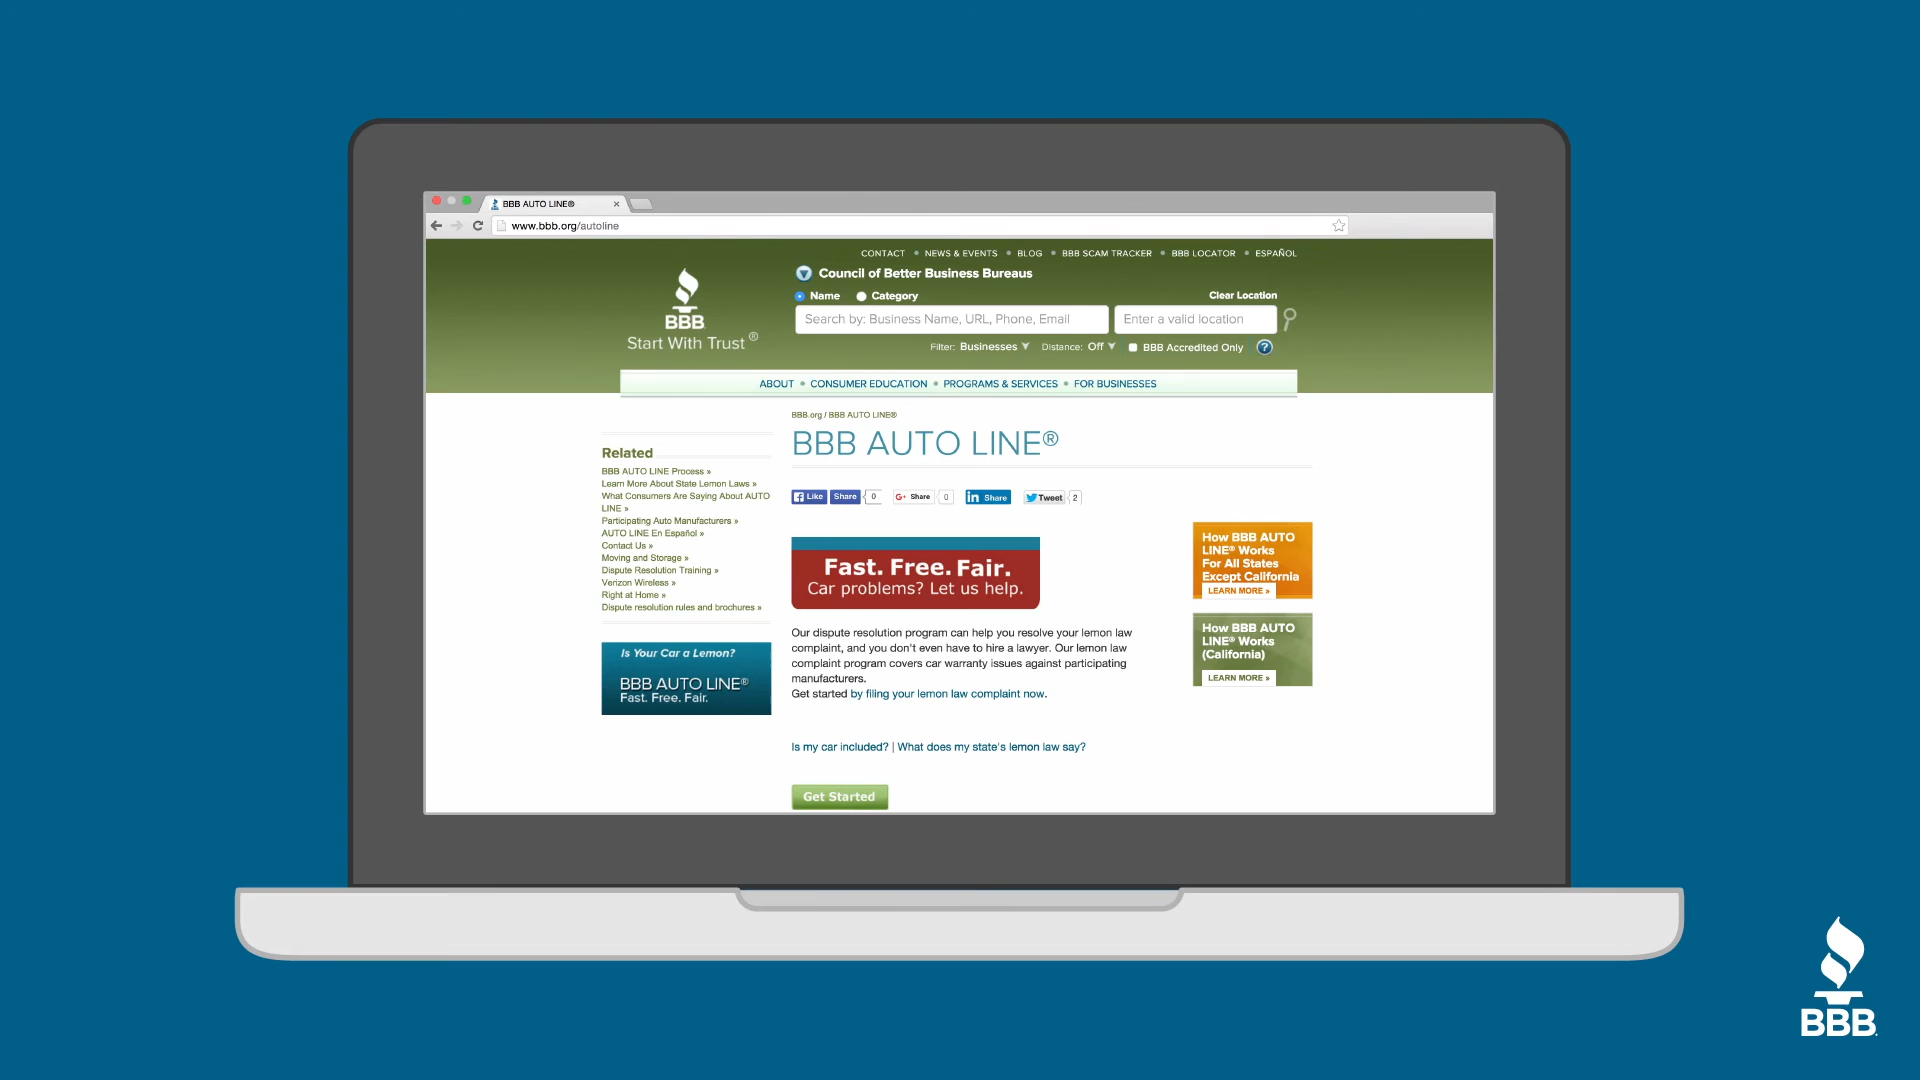 BBB AUTO LINE®
www.bbb.org/autoline
CONTACT • NEWS & EVENTS • BLOG • BBB SCAM TRACKER • BBB LOCATOR • ESPAÑOL
Council of Better Business Bureaus
Name Category
Clear Location
Search by: Business Name, URL, Phone, Email
Enter a valid location
Filter: Businesses Distance: Off BBB Accredited Only ?
BBB
Start With Trust®
ABOUT • CONSUMER EDUCATION • PROGRAMS & SERVICES • FOR BUSINESSES
BBB.org / BBB AUTO LINE®
BBB AUTO LINE®
Related
BBB AUTO LINE Process »
Learn More About State Lemon Laws »
What Consumers Are Saying About AUTO
LINE »
Participating Auto Manufacturers »
AUTO LINE En Español »
Contact Us »
Moving and Storage »
Dispute Resolution Training »
Verizon Wireless »
Right at Home »
Dispute resolution rules and brochures »
Is Your Car a Lemon?
BBB AUTO LINE®
Fast. Free. Fair.
Like Share 0 G+ Share 0 in Share Tweet 2
Fast. Free. Fair.
Car problems? Let us help.
Our dispute resolution program can help you resolve your lemon law
complaint, and you don't even have to hire a lawyer. Our lemon law
complaint program covers car warranty issues against participating
manufacturers.
Get started by filing your lemon law complaint now.
Is my car included? | What does my state's lemon law say?
Get Started
How BBB AUTO
LINE® Works
For All States
Except California
LEARN MORE »
How BBB AUTO
LINE® Works
(California)
LEARN MORE »
BBB.